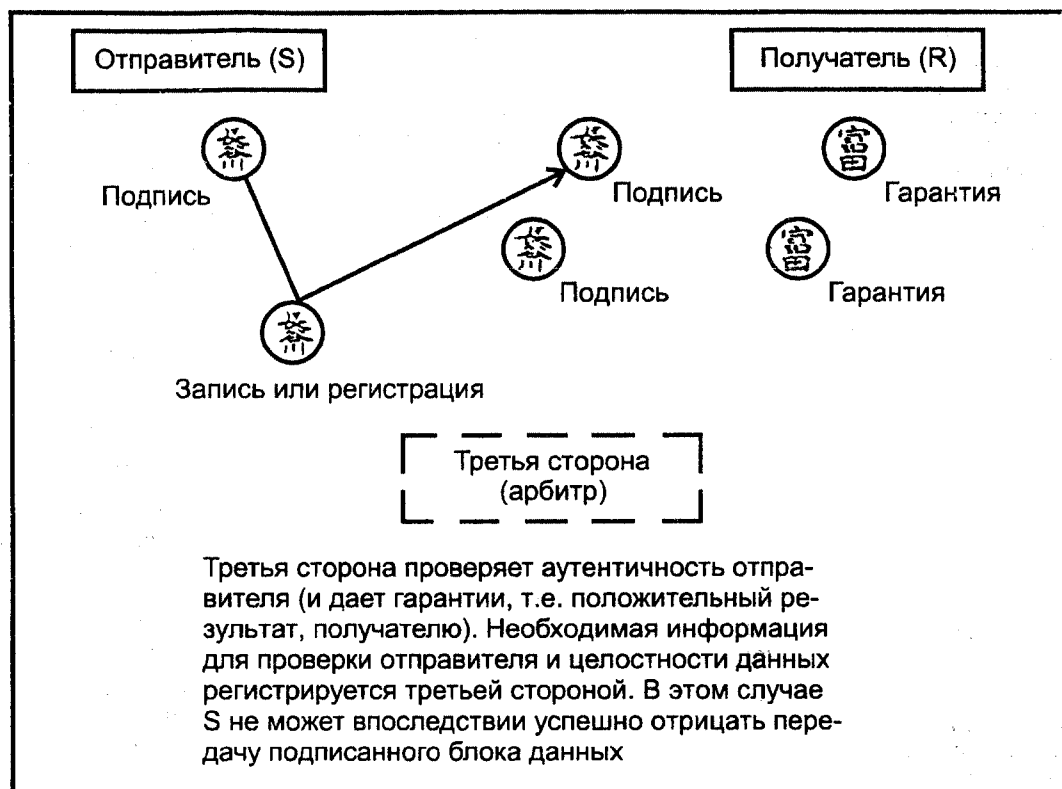 Отправитель (S)
Получатель (R)
Подпись
Подпись
Гарантия
Подпись
Гарантия
Запись или регистрация
Третья сторона
(арбитр)
Третья сторона проверяет аутентичность отпра-
вителя (и дает гарантии, т.е. положительный ре-
зультат, получателю). Необходимая информация
для проверки отправителя и целостности данных
регистрируется третьей стороной. В этом случае
S не может впоследствии успешно отрицать пере-
дачу подписанного блока данных